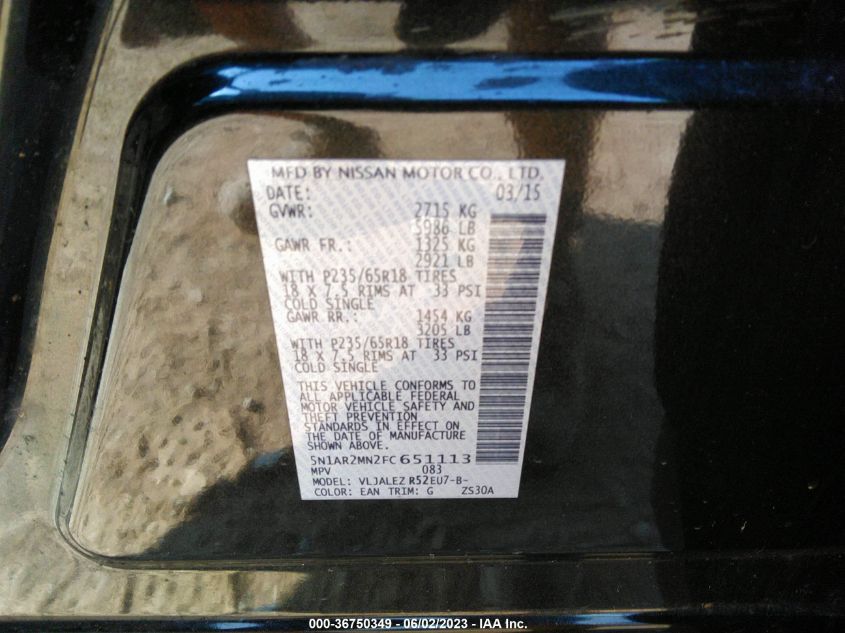 MFD BY NISSAN MOTOR CO., LTD.
DATE: 03/15
GVWR: 2715 KG
5986 LB
GAWR FR.: 1325 KG
2921 LB
WITH P235/65R18 TIRES
18 X 7.5 RIMS AT 33 PSI
COLD SINGLE
GAWR RR.: 1454 KG
3205 LB
WITH P235/65R18 TIRES
18 X 7.5 RIMS AT 33 PSI
COLD SINGLE
THIS VEHICLE CONFORMS TO
ALL APPLICABLE FEDERAL
MOTOR VEHICLE SAFETY AND
THEFT PREVENTION
STANDARDS IN EFFECT ON
THE DATE OF MANUFACTURE
SHOWN ABOVE.
5N1AR2MN2FC651113
MPV 083
MODEL: VLJALEZ R52EU7-B-
COLOR: EAN TRIM: G ZS30A
000-36750349 - 06/02/2023 - © IAA Inc.